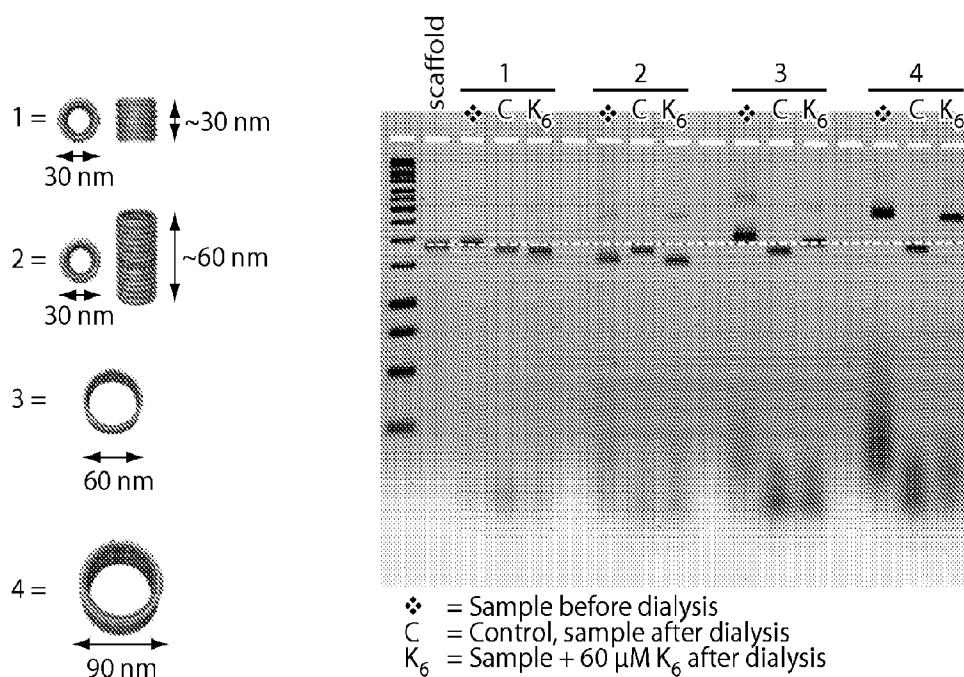 scaffold
1 2 3 4
❖ C K₆ ❖ C K₆ ❖ C K₆ ❖ C K₆
1 =
~30 nm
30 nm
2 =
~60 nm
30 nm
3 =
60 nm
4 =
90 nm
❖ = Sample before dialysis
C = Control, sample after dialysis
K₆ = Sample + 60 µM K₆ after dialysis